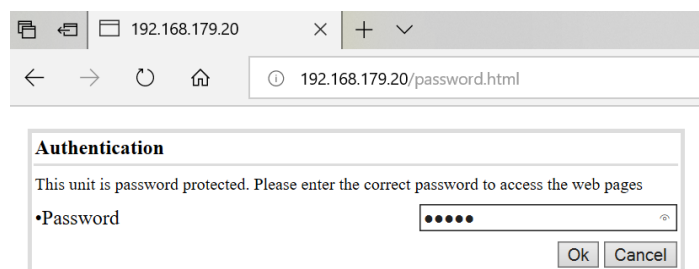 192.168.179.20
192.168.179.20/password.html
Authentication
This unit is password protected. Please enter the correct password to access the web pages
•Password •••••
Ok Cancel